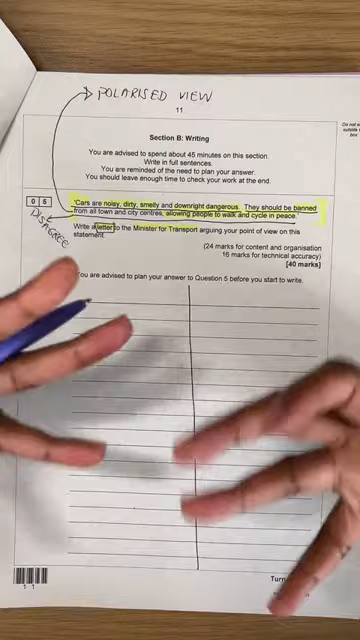 POLARISED VIEW
11
Do not w
outside
box
Section B: Writing
You are advised to spend about 45 minutes on this section.
Write in full sentences.
You are reminded of the need to plan your answer.
You should leave enough time to check your work at the end.
0 5
'Cars are noisy, dirty, smelly and downright dangerous. They should be banned
from all town and city centres, allowing people to walk and cycle in peace.'
DISAGREE
Write a letter to the Minister for Transport arguing your point of view on this
statement.
(24 marks for content and organisation
16 marks for technical accuracy)
[40 marks]
You are advised to plan your answer to Question 5 before you start to write.
Turn
1 1